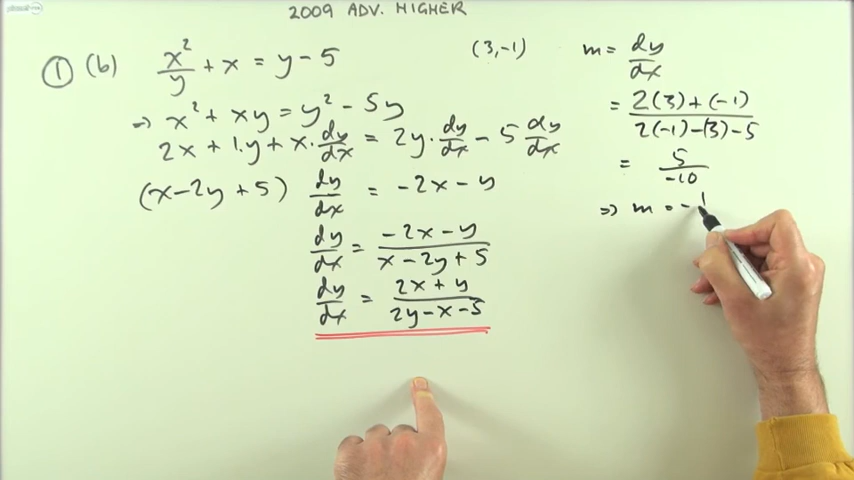 2009 ADV. HIGHER
① (b) x²/y + x = y - 5
⇒ x² + xy = y² - 5y
2x + 1.y + x.dy/dx = 2y.dy/dx - 5 dy/dx
(x - 2y + 5) dy/dx = -2x - y
dy/dx = (-2x - y)/(x - 2y + 5)
dy/dx = (2x + y)/(2y - x - 5)
(3,-1)
m = dy/dx
= (2(3) + (-1))/(2(-1) - (3) - 5)
= 5/-10
⇒ m = - 1